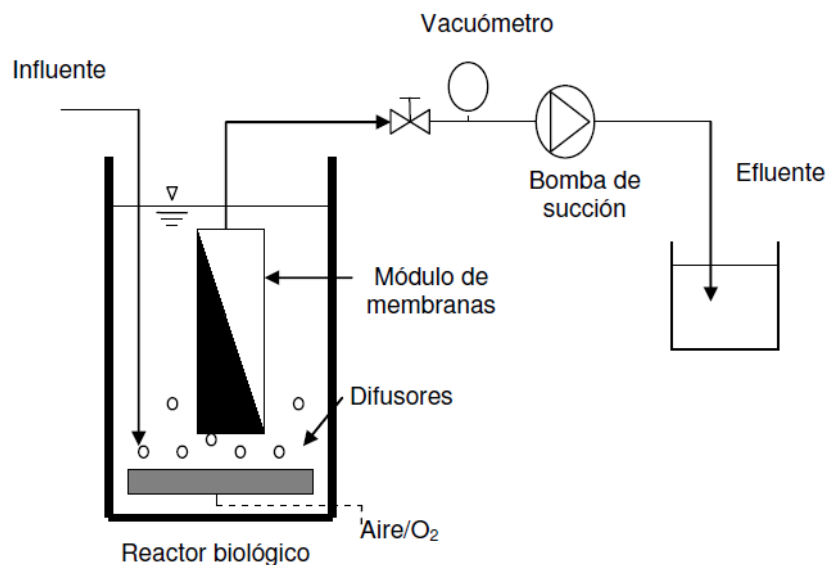 Vacuómetro
Influente
Bomba de
succión
Efluente
Módulo de
membranas
Difusores
Aire/O₂
Reactor biológico